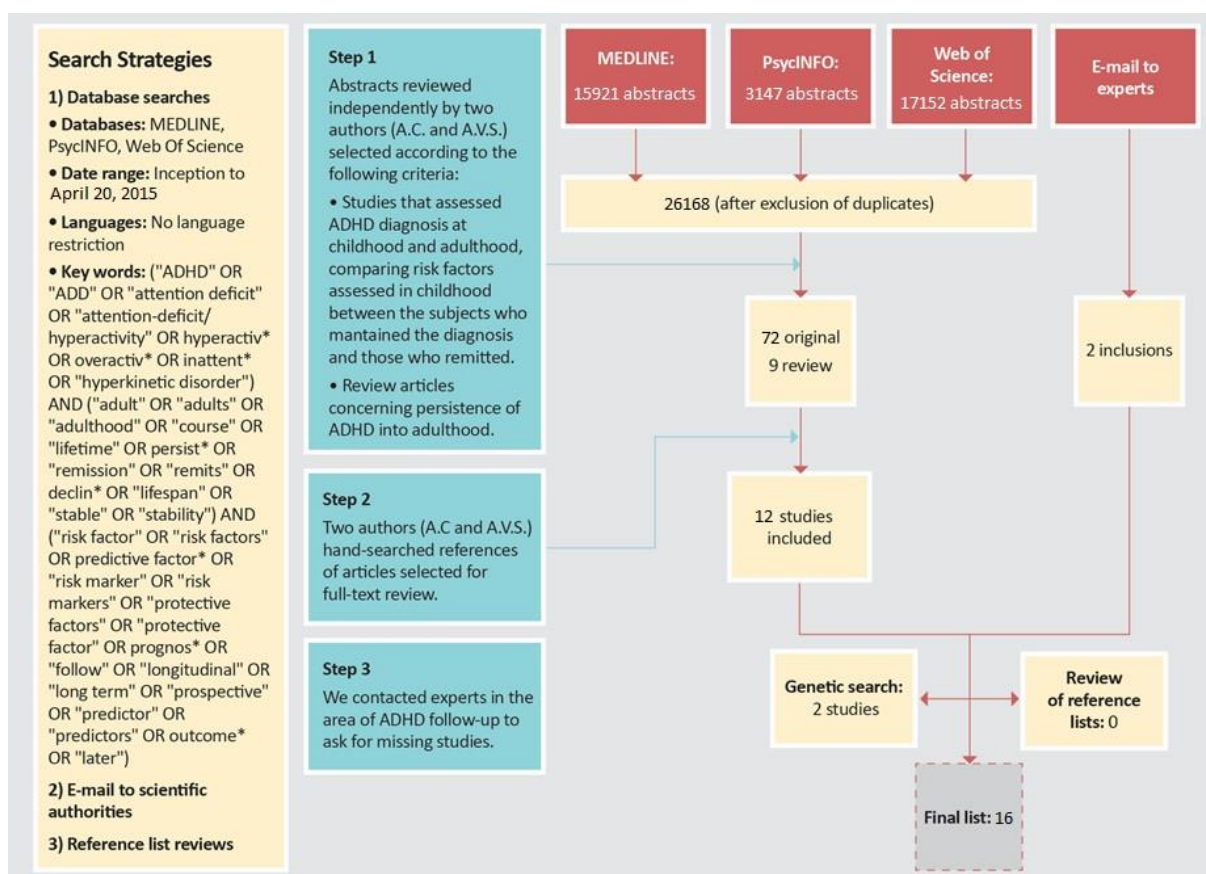 Search Strategies
1) Database searches
• Databases: MEDLINE,
PsycINFO, Web Of Science
• Date range: Inception to
April 20, 2015
• Languages: No language
restriction
• Key words: ("ADHD" OR
"ADD" OR "attention deficit"
OR "attention-deficit/
hyperactivity" OR hyperactiv*
OR overactiv* OR inattent*
OR "hyperkinetic disorder")
AND ("adult" OR "adults" OR
"adulthood" OR "course" OR
"lifetime" OR persist* OR
"remission" OR "remits" OR
declin* OR "lifespan" OR
"stable" OR "stability") AND
("risk factor" OR "risk factors"
OR predictive factor* OR
"risk marker" OR "risk
markers" OR "protective
factors" OR "protective
factor" OR prognos* OR
"follow" OR "longitudinal" OR
"long term" OR "prospective"
OR "predictor" OR
"predictors" OR outcome*
OR "later")
2) E-mail to scientific
authorities
3) Reference list reviews
Step 1
Abstracts reviewed
independently by two
authors (A.C. and A.V.S.)
selected according to the
following criteria:
• Studies that assessed
ADHD diagnosis at
childhood and adulthood,
comparing risk factors
assessed in childhood
between the subjects who
mantained the diagnosis
and those who remitted.
• Review articles
concerning persistence of
ADHD into adulthood.
Step 2
Two authors (A.C and A.V.S.)
hand-searched references
of articles selected for
full-text review.
Step 3
We contacted experts in the
area of ADHD follow-up to
ask for missing studies.
MEDLINE:
15921 abstracts
PsycINFO:
3147 abstracts
Web of
Science:
17152 abstracts
E-mail to
experts
26168 (after exclusion of duplicates)
72 original
9 review
2 inclusions
12 studies
included
Genetic search:
2 studies
Review
of reference
lists: 0
Final list: 16